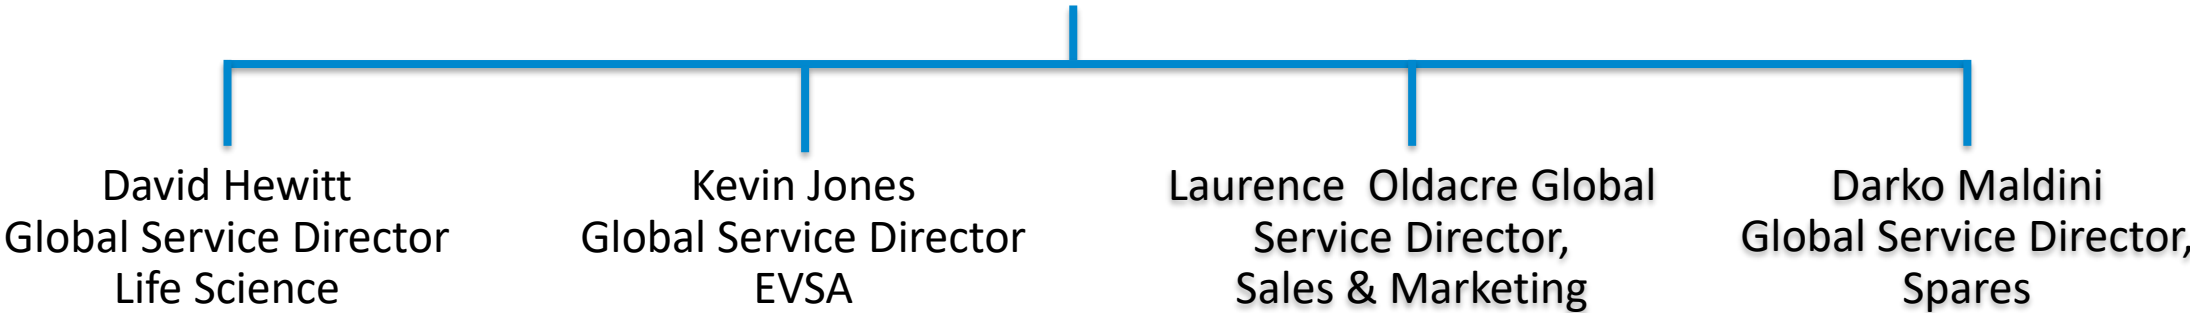 David Hewitt
Global Service Director
Life Science
Kevin Jones
Global Service Director
EVSA
Laurence  Oldacre Global
Service Director,
Sales & Marketing
Darko Maldini
Global Service Director,
Spares